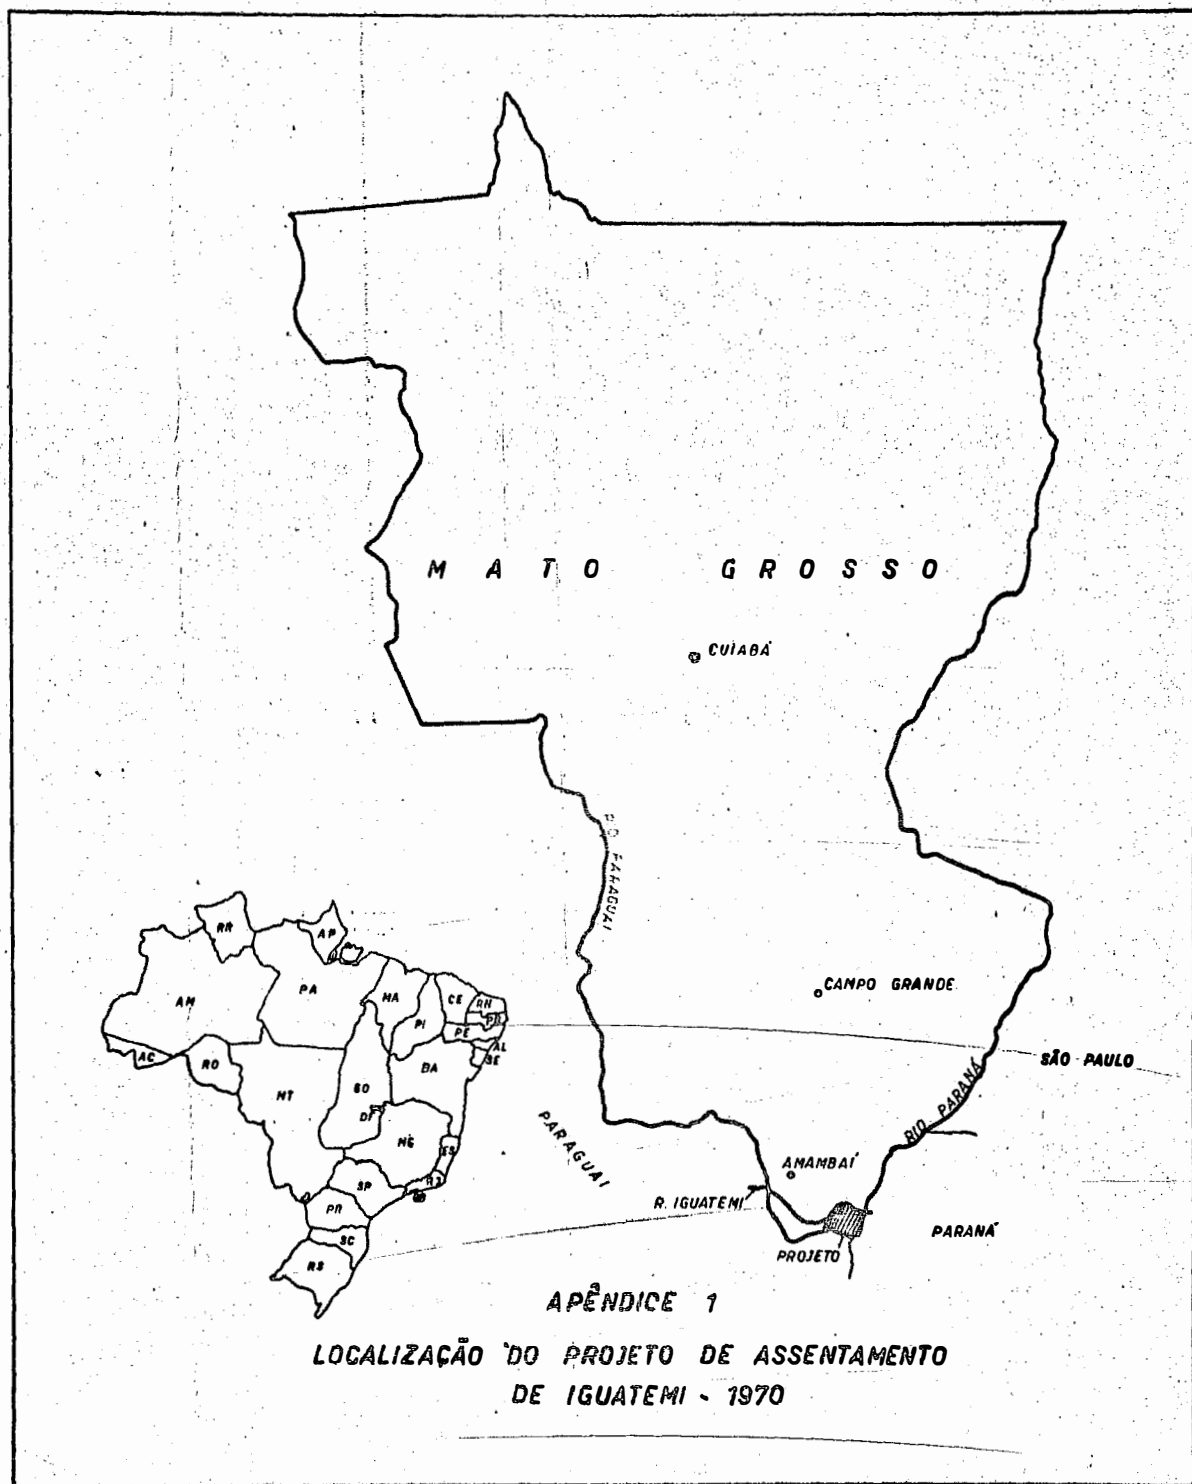 MATO GROSSO
CUIABÁ
RIO PARAGUAI
CAMPO GRANDE
SÃO PAULO
RIO PARANÁ
PARAGUAI
AMAMBAÍ
R. IGUATEMI
PARANÁ
PROJETO
RR
AP
AM
PA
MA
CE
RN
PB
PI
PE
AL
SE
AC
RO
BA
MT
GO
DF
MG
ES
RJ
SP
PR
SC
RS
APÊNDICE 1
LOCALIZAÇÃO DO PROJETO DE ASSENTAMENTO
DE IGUATEMI - 1970